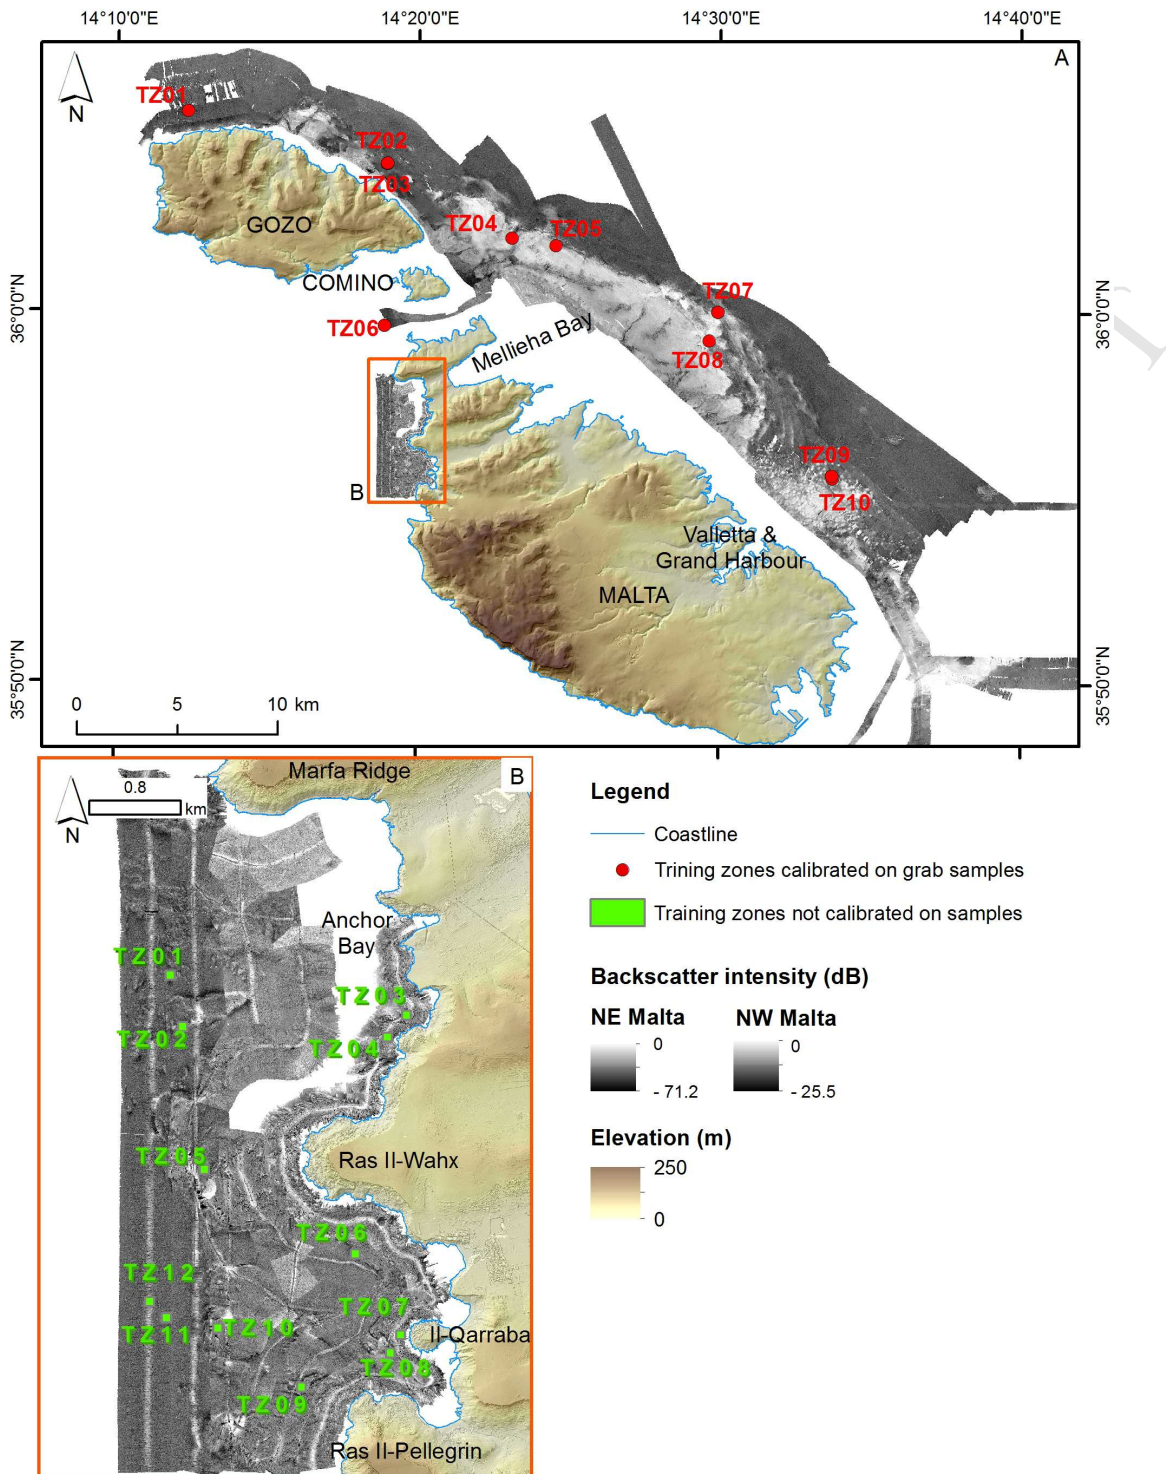 14°10'0"E
14°20'0"E
14°30'0"E
14°40'0"E
A
N
TZ01
TZ02
TZ03
TZ04
TZ05
GOZO
COMINO
TZ06
TZ07
TZ08
36°0'0"N
36°0'0"N
Mellieha Bay
B
TZ09
TZ10
Valletta &
Grand Harbour
MALTA
35°50'0"N
35°50'0"N
0 5 10 km
B
Marfa Ridge
0.8
km
N
Anchor
Bay
TZ01
TZ02
TZ03
TZ04
TZ05
Ras Il-Wahx
TZ06
TZ12
TZ11
TZ10
TZ07
Il-Qarraba
TZ08
TZ09
Ras Il-Pellegrin
Legend
Coastline
Trining zones calibrated on grab samples
Training zones not calibrated on samples
Backscatter intensity (dB)
NE Malta NW Malta
0 0
- 71.2 - 25.5
Elevation (m)
250
0